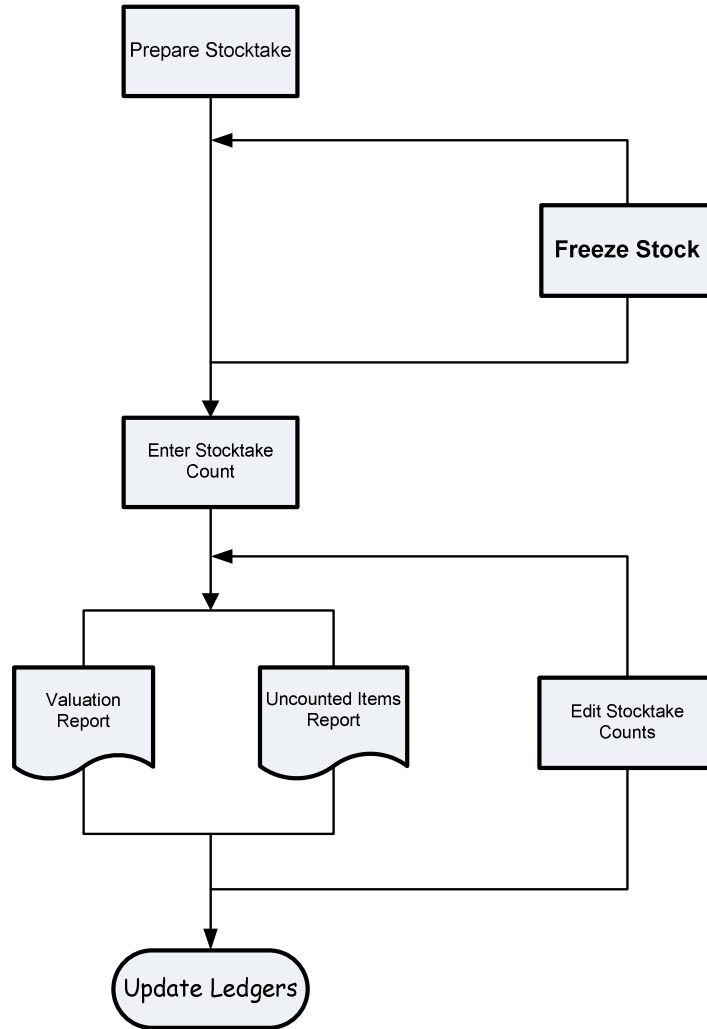 Prepare Stocktake
Freeze Stock
Enter Stocktake
Count
Valuation
Report
Uncounted Items
Report
Edit Stocktake
Counts
Update Ledgers